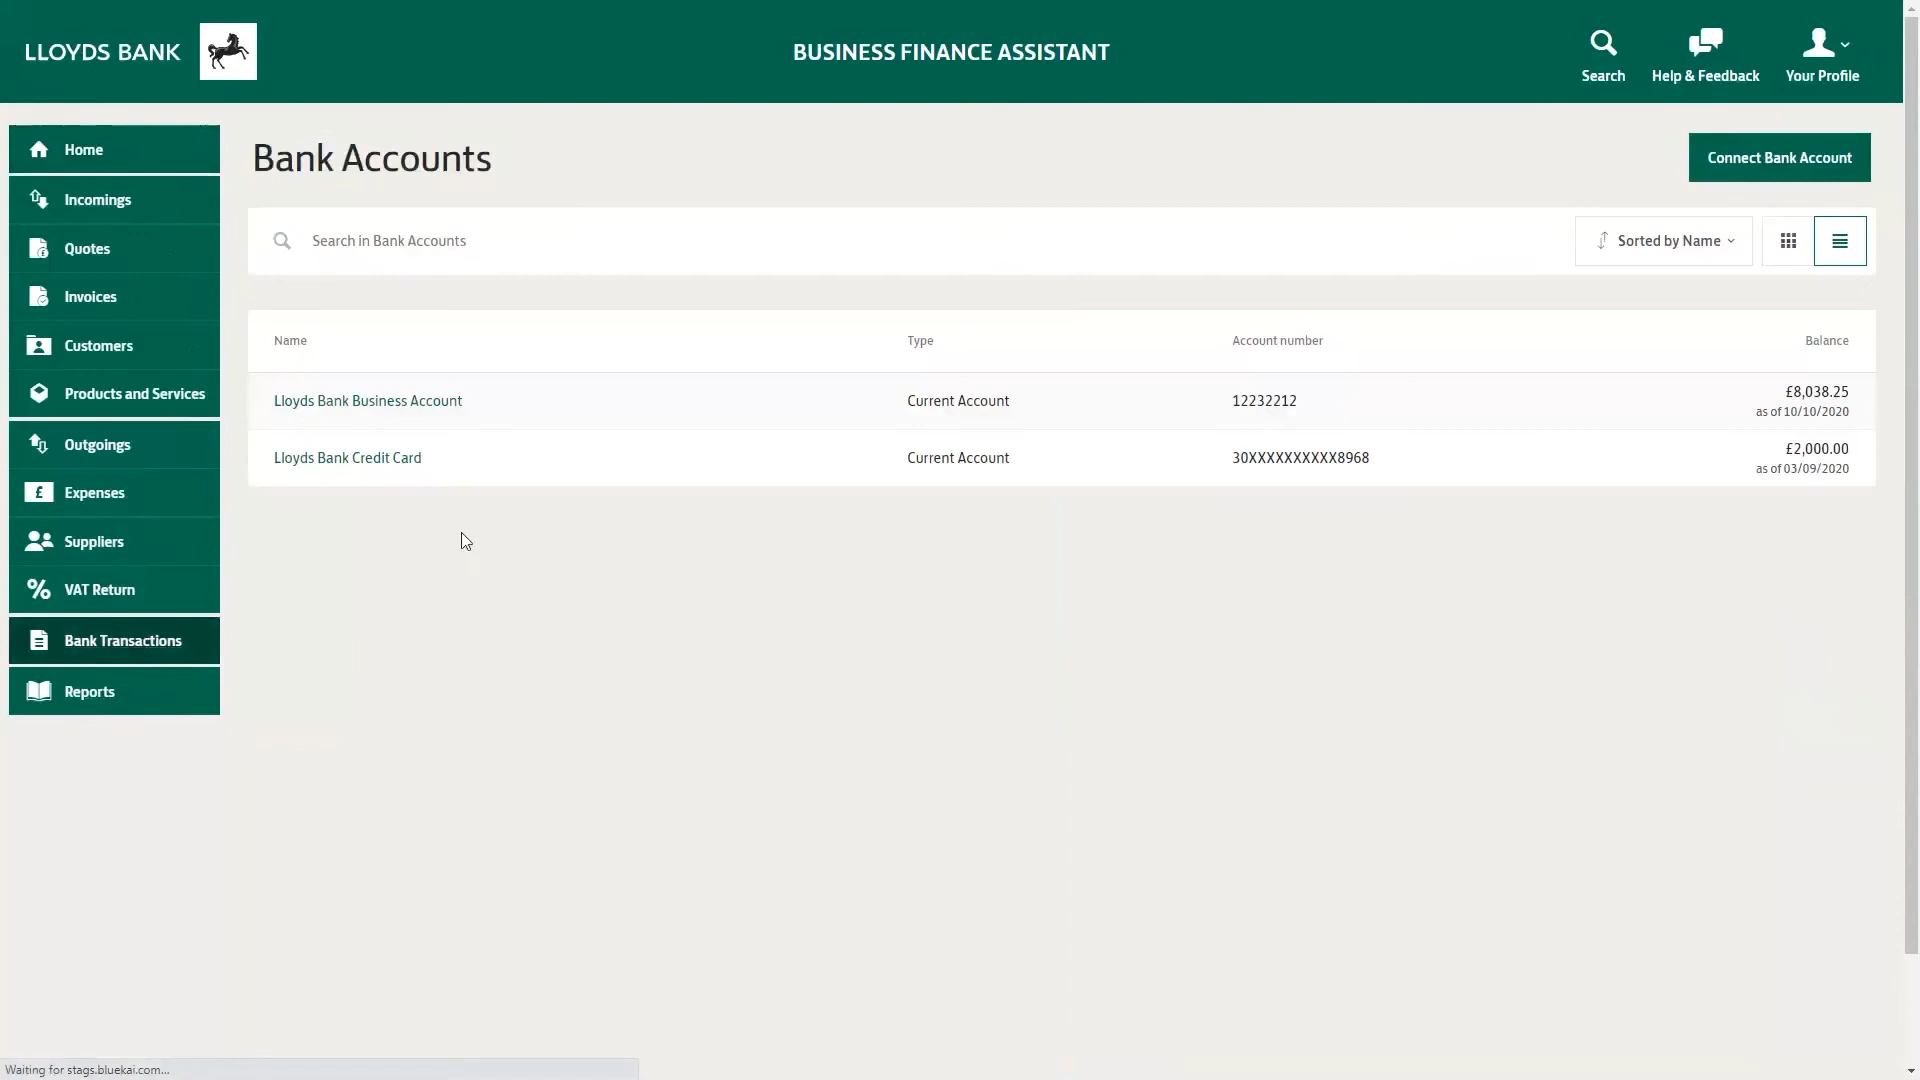 LLOYDS BANK
BUSINESS FINANCE ASSISTANT
Search
Help & Feedback
Your Profile
Home
Incomings
Quotes
Invoices
Customers
Products and Services
Outgoings
Expenses
Suppliers
VAT Return
Bank Transactions
Reports
Bank Accounts
Connect Bank Account
Search in Bank Accounts
Sorted by Name
Name Type Account number Balance
Lloyds Bank Business Account Current Account 12232212 £8,038.25
as of 10/10/2020
Lloyds Bank Credit Card Current Account 30XXXXXXXXXX8968 £2,000.00
as of 03/09/2020
Waiting for stags.bluekai.com...